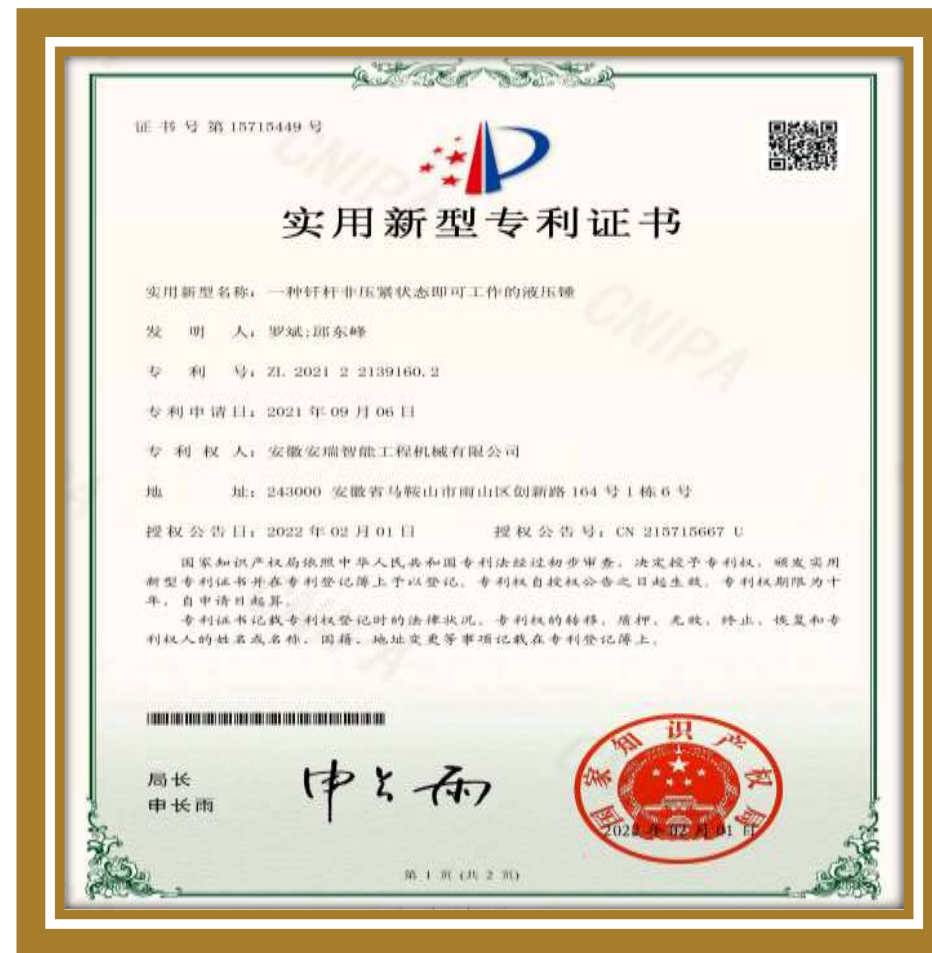 证书号第15715449号
实用新型专利证书
实用新型名称：一种钎杆非压紧状态即可工作的液压锤
发 明 人：罗斌;邱东峰
专 利 号：ZL 2021 2 2139160.2
专利申请日：2021年09月06日
专 利 权 人：安徽安瑞智能工程机械有限公司
地 址：243000 安徽省马鞍山市雨山区创新路164号1栋6号
授权公告日：2022年02月01日 授权公告号：CN 215715667 U
国家知识产权局依照中华人民共和国专利法经过初步审查，决定授予专利权，颁发实用
新型专利证书并在专利登记簿上予以登记。专利权自授权公告之日起生效。专利权期限为十
年，自申请日起算。
专利证书记载专利权登记时的法律状况。专利权的转移、质押、无效、终止、恢复和专
利权人的姓名或名称、国籍、地址变更等事项记载在专利登记簿上。
局长
申长雨
申长雨
国家知识产权局
2022年02月01日
第 1 页 (共 2 页)
CNIPA
CNIPA